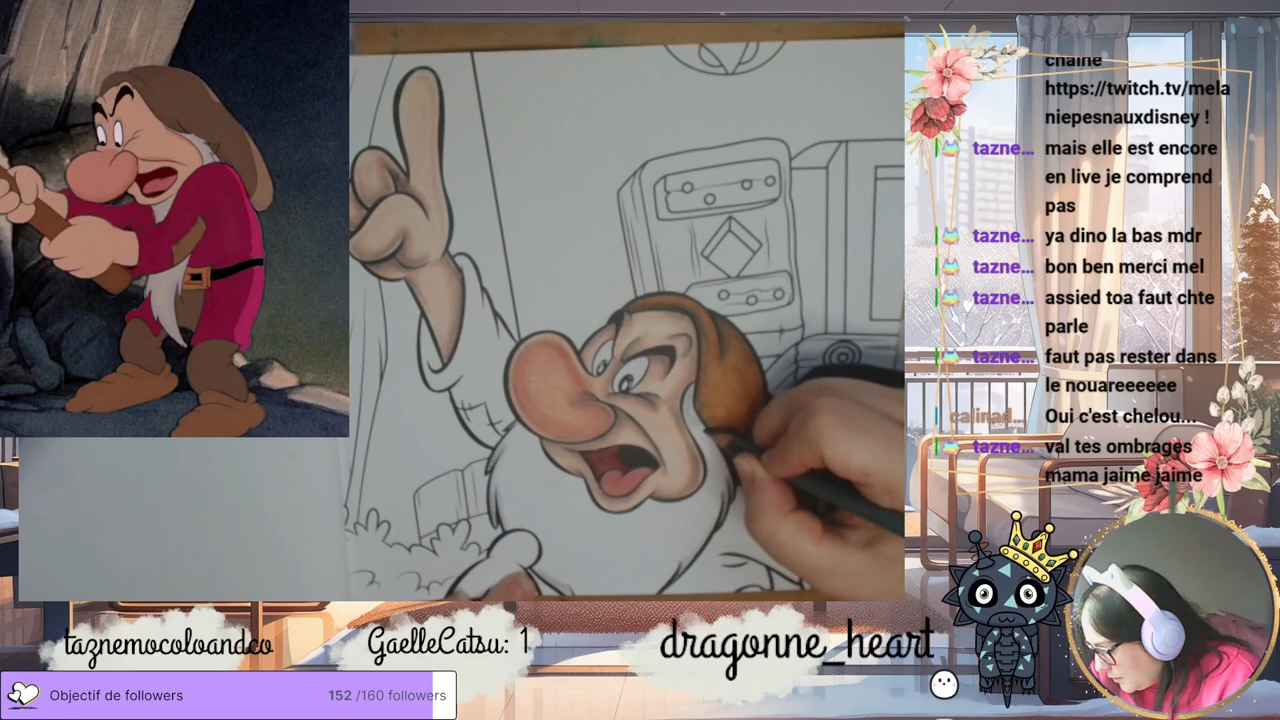 chaine
https://twitch.tv/mela
niepesnauxdisney !
tazne... mais elle est encore
en live je comprend
pas
tazne... ya dino la bas mdr
tazne... bon ben merci mel
tazne... assied toa faut chte
parle
tazne... faut pas rester dans
le nouareeeeee
calinad... Oui c'est chelou...
tazne... val tes ombrages
mama jaime jaime
taznemocoloandco
GaelleCatsu: 1
dragonne_heart
Objectif de followers
152 /160 followers